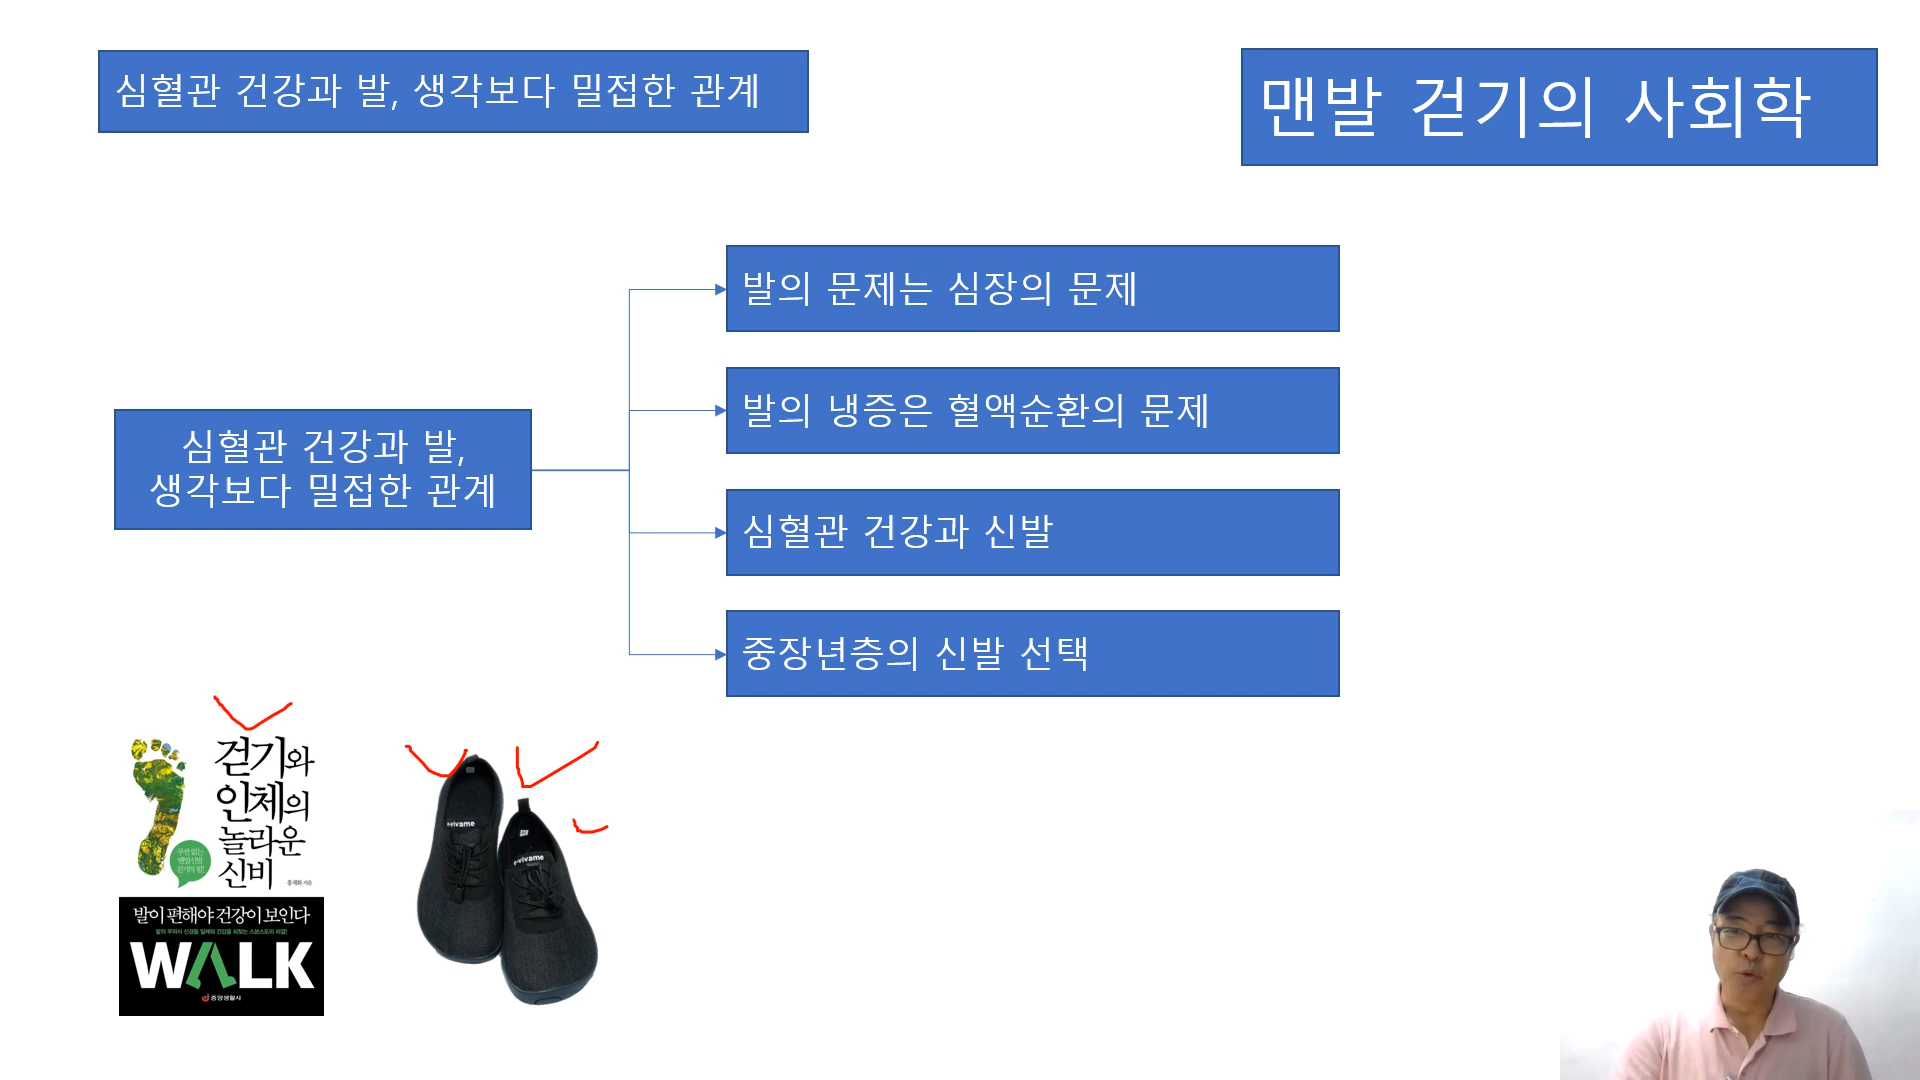 심혈관 건강과 발, 생각보다 밀접한 관계
맨발 걷기의 사회학
발의 문제는 심장의 문제
발의 냉증은 혈액순환의 문제
심혈관 건강과 발,
생각보다 밀접한 관계
심혈관 건강과 신발
중장년층의 신발 선택
걷기와
인체의
놀라운
신비
발이 편해야 건강이 보인다
WALK
중앙생활사